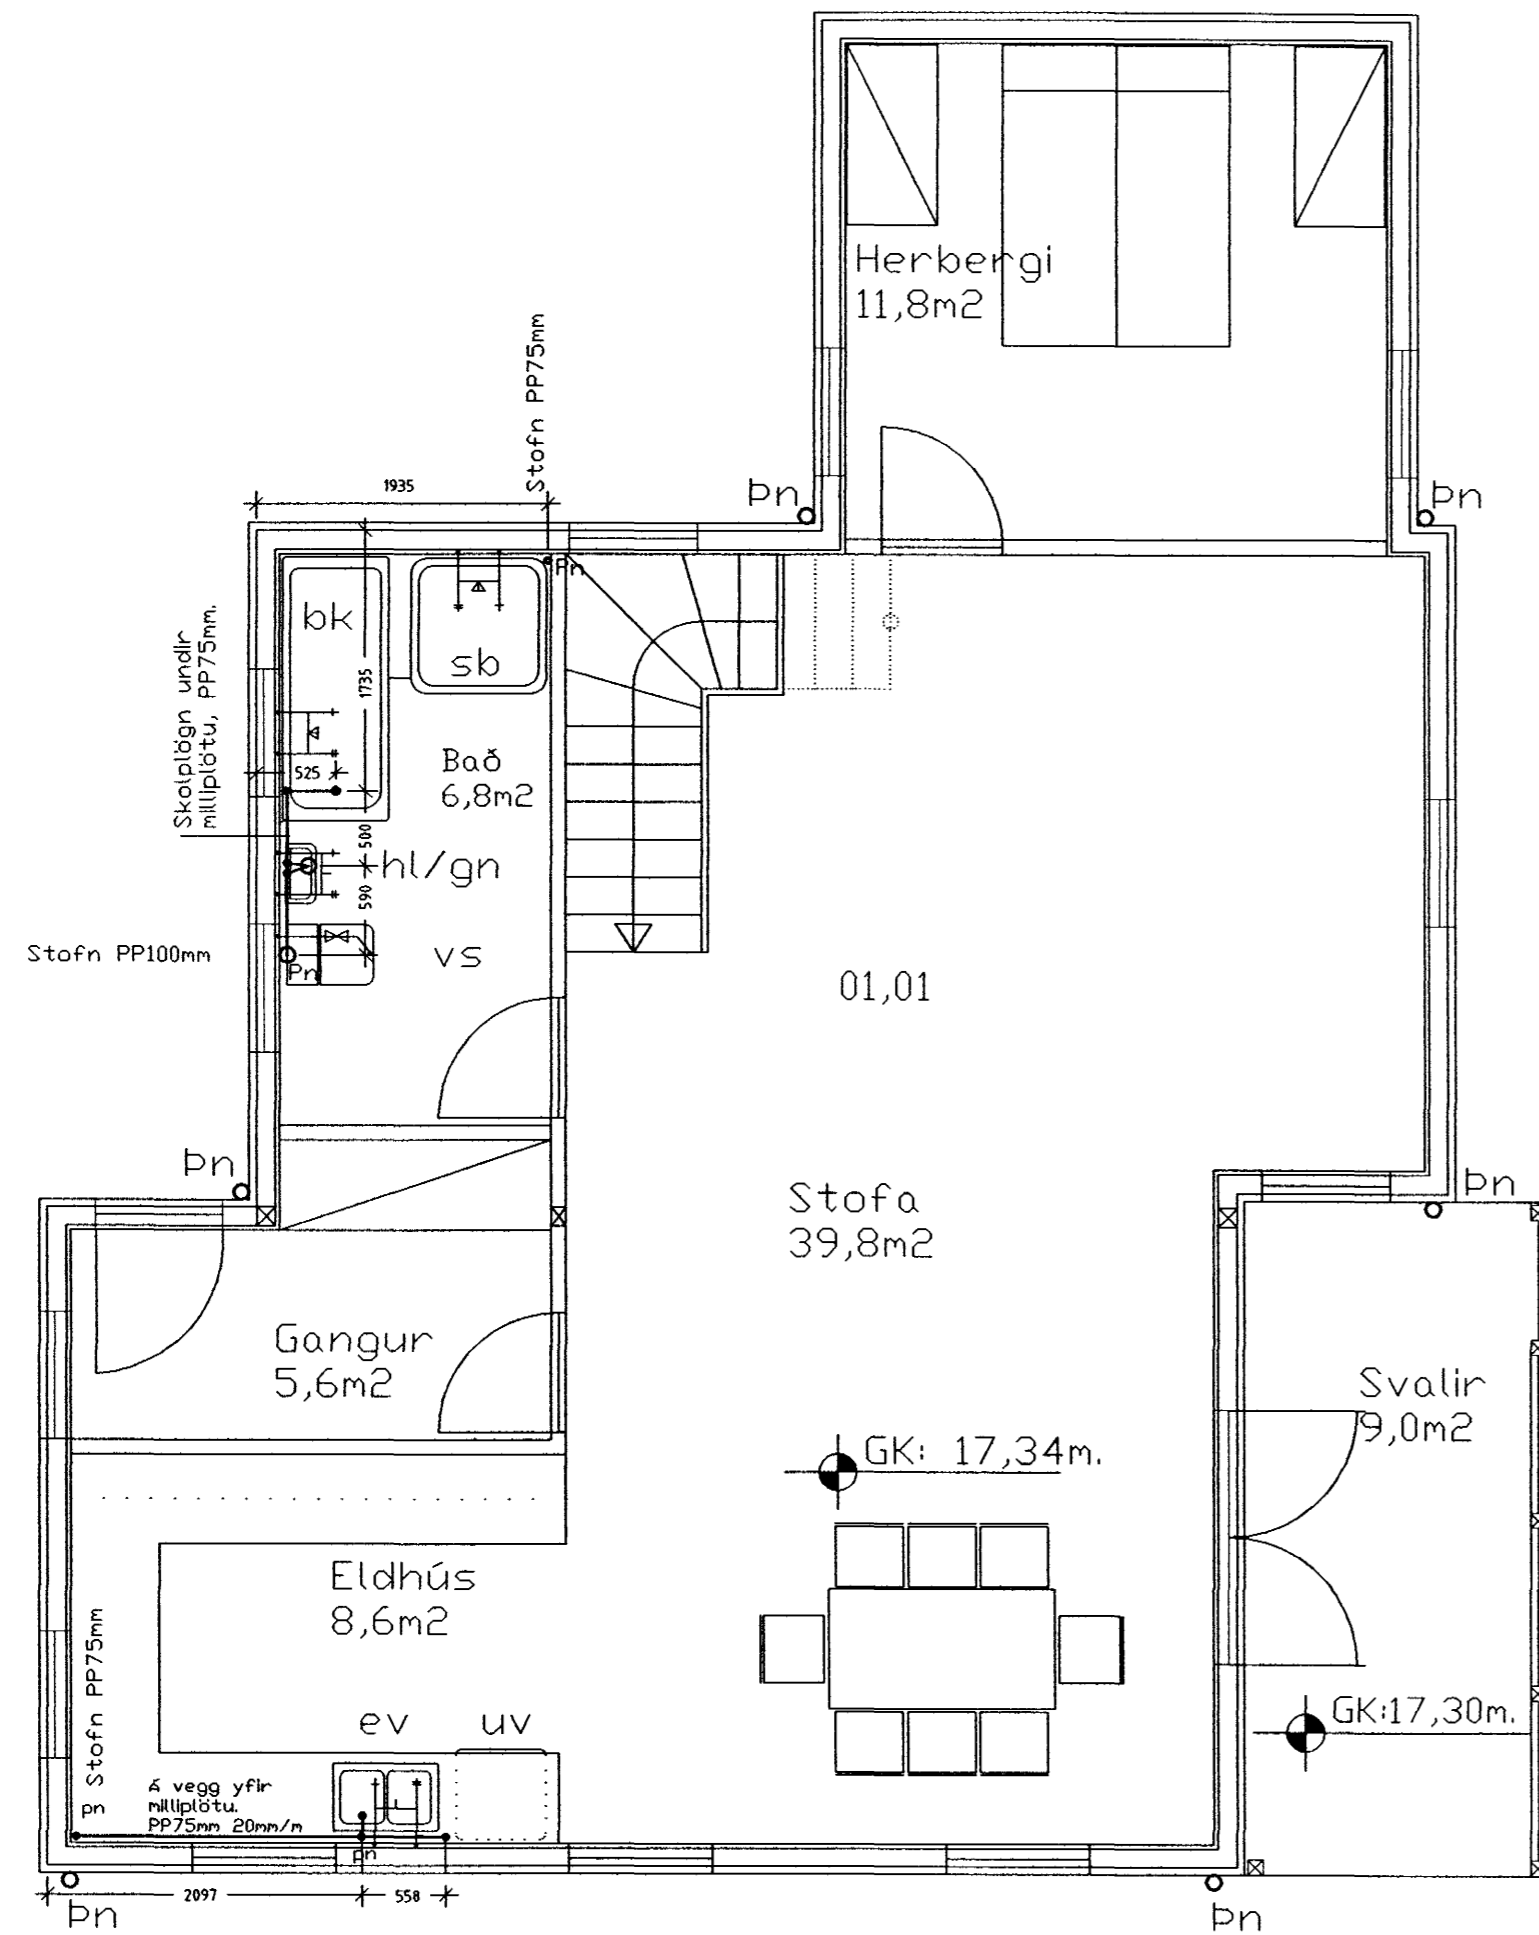 Herbergi
11,8m2
Stofn PP75mm
1935
Þn
Þn
Pn
bk
sb
1735
Skolplögn undir
milliplötu, PP75mm.
525
Bað
6,8m2
500
hl/gn
590
Stofn PP100mm
vs
Pn
01,01
Þn
Þn
Stofa
39,8m2
Gangur
5,6m2
Svalir
9,0m2
GK: 17,34m.
Eldhús
8,6m2
Stofn PP75mm
pn
ev
uv
GK:17,30m.
Á vegg yfir
milliplötu.
PP75mm 20mm/m
pn
2097
558
Þn
Þn